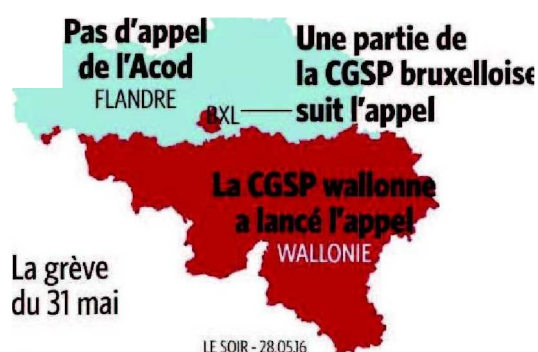 Pas d'appel
de l'Acod
FLANDRE
Une partie de
la CGSP bruxelloise
suit l'appel
BXL
La CGSP wallonne
a lancé l'appel
WALLONIE
La grève
du 31 mai
LE SOIR - 28.05.16